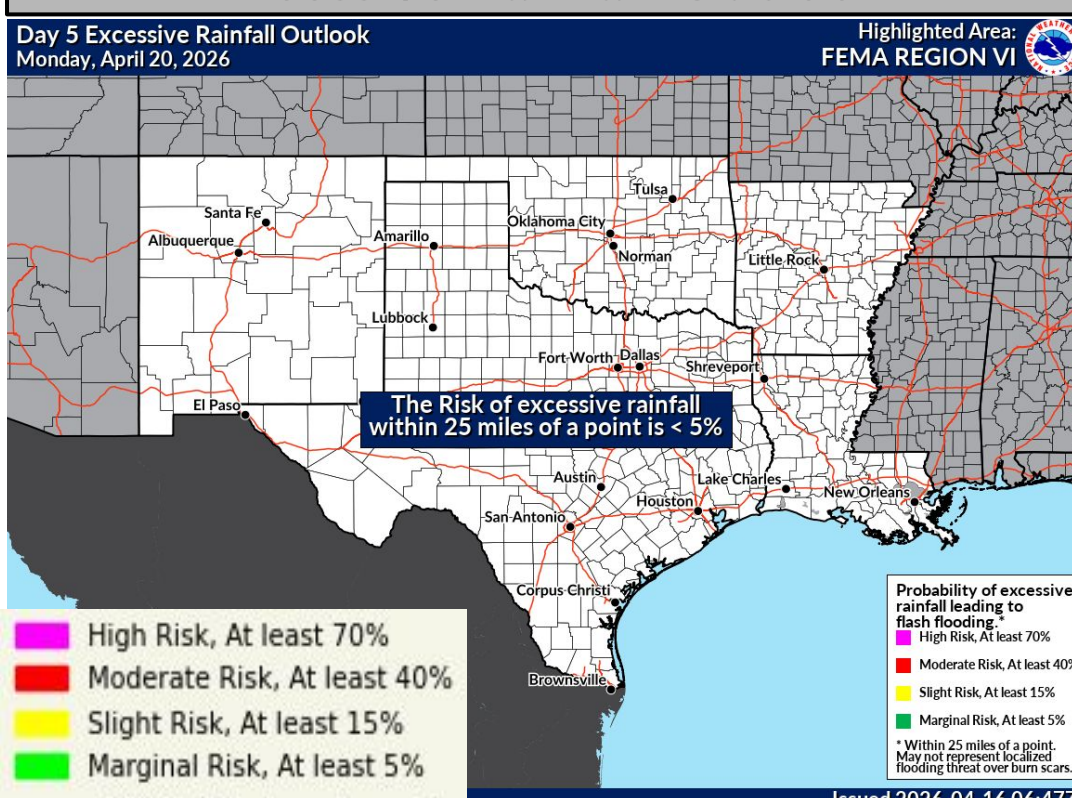 Day 5 Excessive Rainfall Outlook
Monday, April 20, 2026
Highlighted Area:
FEMA REGION VI
Tulsa
Santa Fe
Oklahoma City
Albuquerque
Amarillo
Norman
Little Rock
Lubbock
Fort Worth
Dallas
Shreveport
El Paso
The Risk of excessive rainfall
within 25 miles of a point is < 5%
Austin
Lake Charles
Houston
New Orleans
San Antonio
Corpus Christi
Brownsville
High Risk, At least 70%
Moderate Risk, At least 40%
Slight Risk, At least 15%
Marginal Risk, At least 5%
Probability of excessive
rainfall leading to
flash flooding.*
High Risk, At least 70%
Moderate Risk, At least 40%
Slight Risk, At least 15%
Marginal Risk, At least 5%
* Within 25 miles of a point.
May not represent localized
flooding threat over burn scars.
Issued 2026-04-16 06:47Z